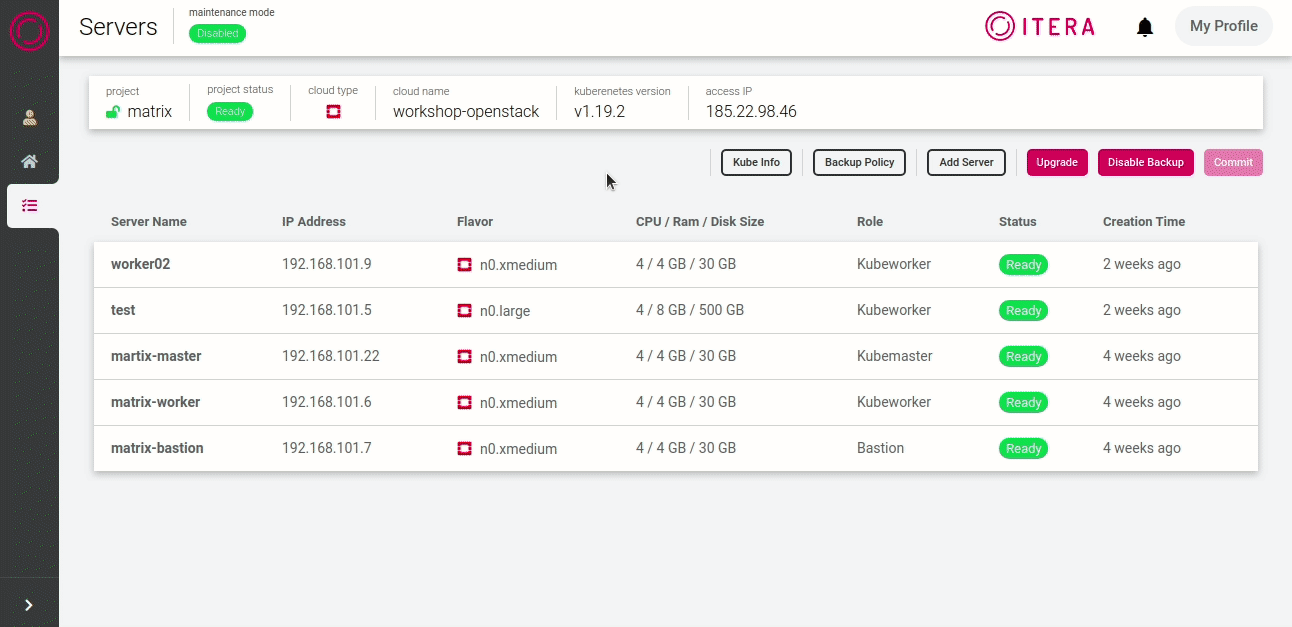 Servers
maintenance mode
Disabled
ITERA
My Profile
project
matrix
project status
Ready
cloud type
cloud name
workshop-openstack
kuberenetes version
v1.19.2
access IP
185.22.98.46
Kube Info
Backup Policy
Add Server
Upgrade
Disable Backup
Commit
Server Name IP Address Flavor CPU / Ram / Disk Size Role Status Creation Time
worker02 192.168.101.9 n0.xmedium 4 / 4 GB / 30 GB Kubeworker Ready 2 weeks ago
test 192.168.101.5 n0.large 4 / 8 GB / 500 GB Kubeworker Ready 2 weeks ago
martix-master 192.168.101.22 n0.xmedium 4 / 4 GB / 30 GB Kubemaster Ready 4 weeks ago
matrix-worker 192.168.101.6 n0.xmedium 4 / 4 GB / 30 GB Kubeworker Ready 4 weeks ago
matrix-bastion 192.168.101.7 n0.xmedium 4 / 4 GB / 30 GB Bastion Ready 4 weeks ago